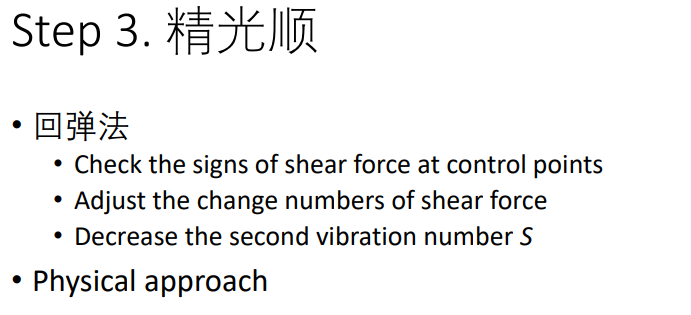 Step 3. 精光顺
• 回弹法
• Check the signs of shear force at control points
• Adjust the change numbers of shear force
• Decrease the second vibration number S
• Physical approach